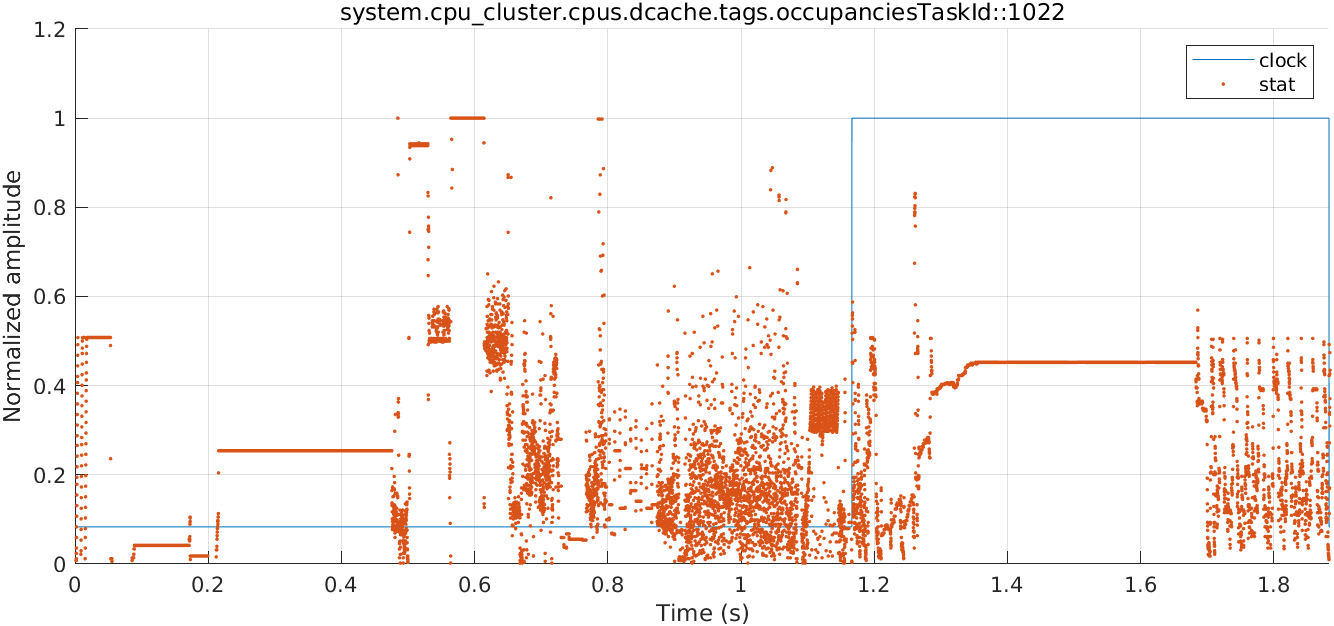 system.cpu_cluster.cpus.dcache.tags.occupanciesTaskId::1022
1.2
1
0.8
0.6
0.4
0.2
0
Normalized amplitude
clock
stat
0 0.2 0.4 0.6 0.8 1 1.2 1.4 1.6 1.8
Time (s)